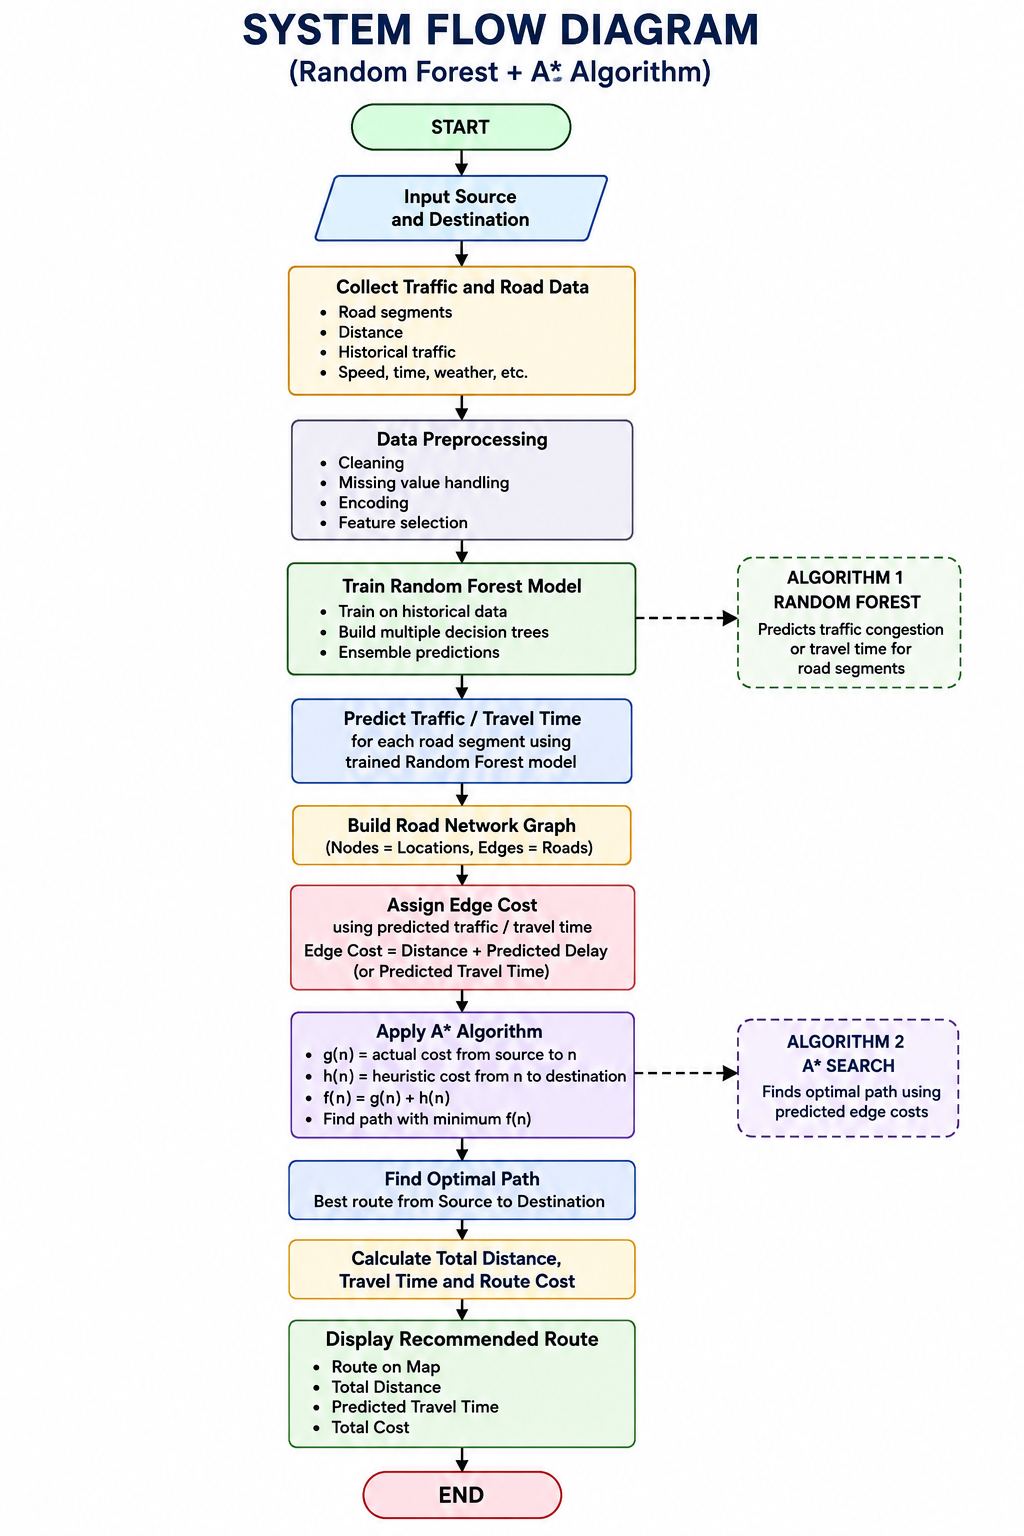 SYSTEM FLOW DIAGRAM
(Random Forest + A* Algorithm)
START
Input Source
and Destination
Collect Traffic and Road Data
• Road segments
• Distance
• Historical traffic
• Speed, time, weather, etc.
Data Preprocessing
• Cleaning
• Missing value handling
• Encoding
• Feature selection
Train Random Forest Model
• Train on historical data
• Build multiple decision trees
• Ensemble predictions
ALGORITHM 1
RANDOM FOREST
Predicts traffic congestion
or travel time for
road segments
Predict Traffic / Travel Time
for each road segment using
trained Random Forest model
Build Road Network Graph
(Nodes = Locations, Edges = Roads)
Assign Edge Cost
using predicted traffic / travel time
Edge Cost = Distance + Predicted Delay
(or Predicted Travel Time)
Apply A* Algorithm
• g(n) = actual cost from source to n
• h(n) = heuristic cost from n to destination
• f(n) = g(n) + h(n)
• Find path with minimum f(n)
ALGORITHM 2
A* SEARCH
Finds optimal path using
predicted edge costs
Find Optimal Path
Best route from Source to Destination
Calculate Total Distance,
Travel Time and Route Cost
Display Recommended Route
• Route on Map
• Total Distance
• Predicted Travel Time
• Total Cost
END